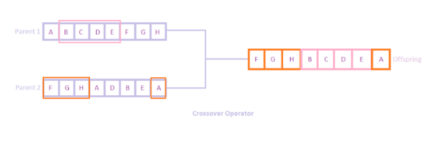 Parent 1 A B C D E F G H
Parent 2 F G H A D B E A
F G H B C D E A Offspring
Crossover Operator